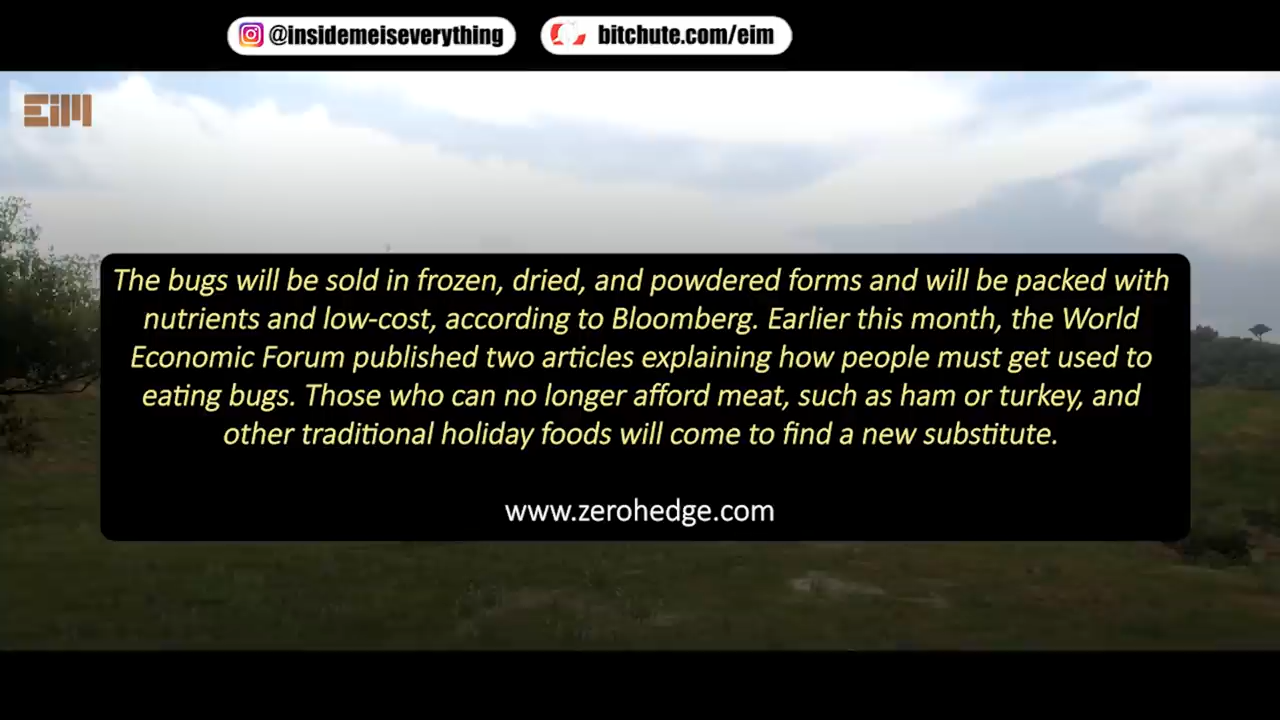 @insidemeiseverything
bitchute.com/eim
EiM
The bugs will be sold in frozen, dried, and powdered forms and will be packed with
nutrients and low-cost, according to Bloomberg. Earlier this month, the World
Economic Forum published two articles explaining how people must get used to
eating bugs. Those who can no longer afford meat, such as ham or turkey, and
other traditional holiday foods will come to find a new substitute.
www.zerohedge.com